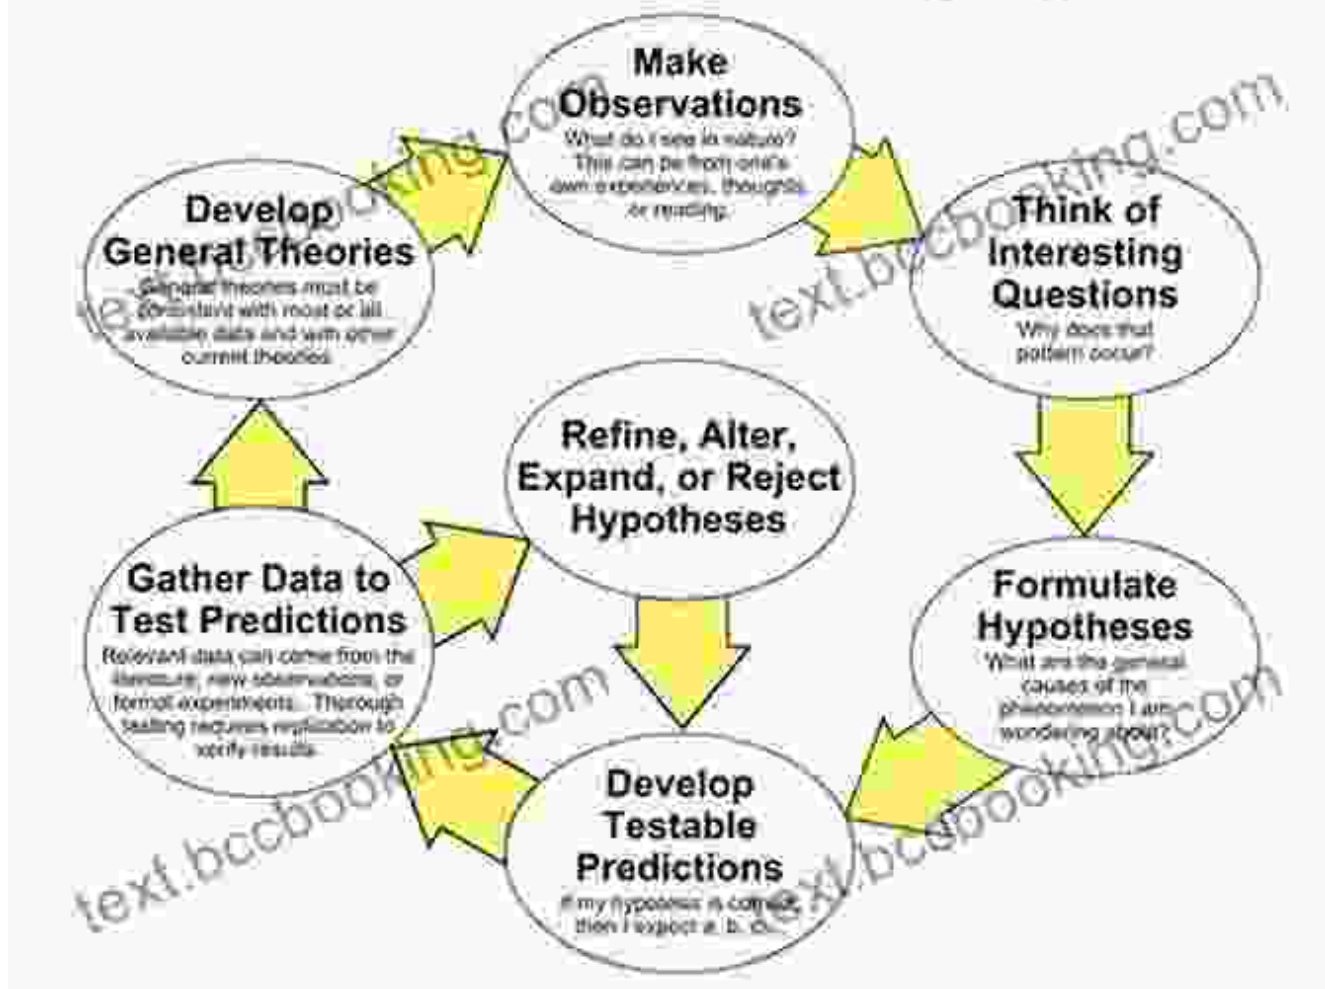 Make
Observations
What do I see in nature?
This can be from one's
own experiences, thoughts
or reading.
Think of
Interesting
Questions
Why does that
pattern occur?
Formulate
Hypotheses
What are the general
causes of the
phenomenon I am
wondering about?
Develop
Testable
Predictions
If my hypotesis is correct,
then I expect a, b, c,...
Gather Data to
Test Predictions
Relevant data can come from the
literature, new observations, or
formal experiments. Thorough
testing requires replication to
verify results.
Refine, Alter,
Expand, or Reject
Hypotheses
Develop
General Theories
General theories must be
consistent with most or all
available data and with other
current theories.
text.bccbooking.com
text.bccbooking.com
text.bccbooking.com
text.bccbooking.com